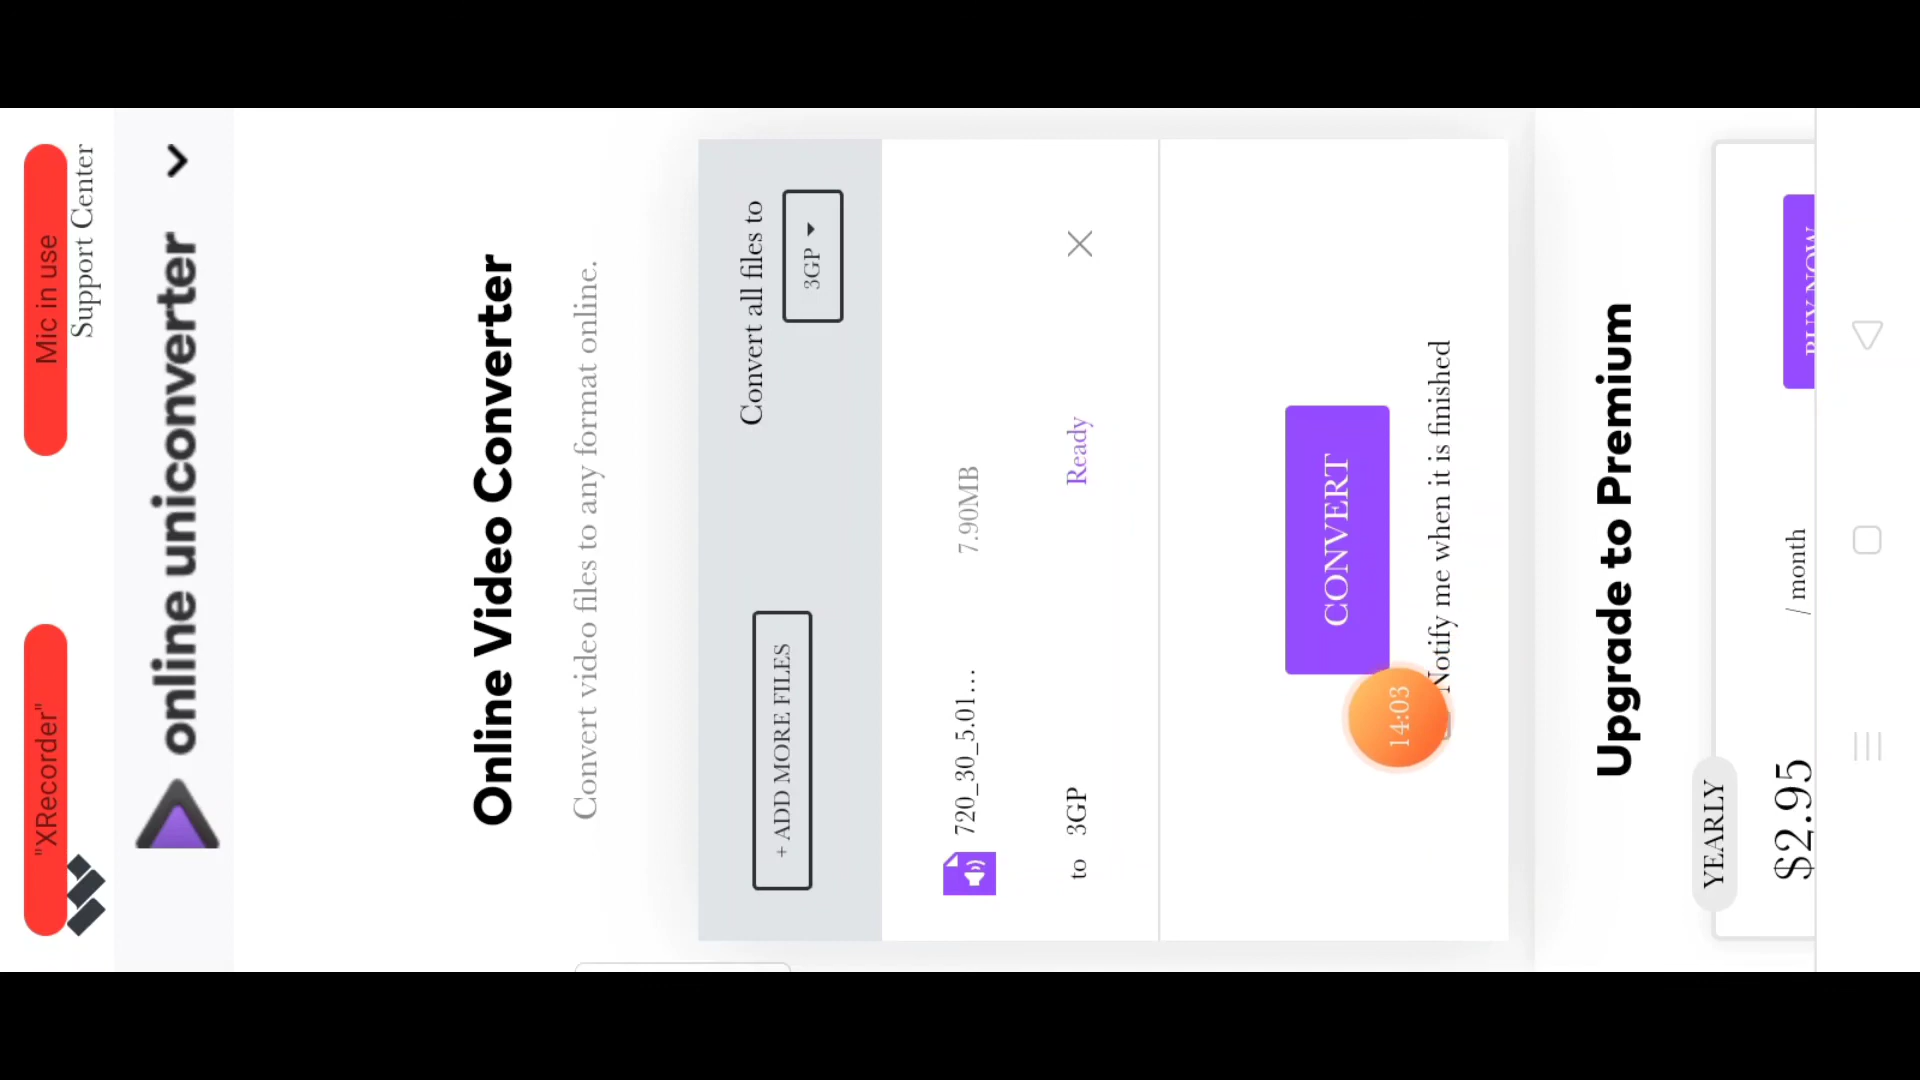 "XRecorder" Mic in use
Support Center
online uniconverter
Online Video Converter
Convert video files to any format online.
Convert all files to
+ ADD MORE FILES 3GP
720_30_5.01... 7.90MB
to 3GP Ready
CONVERT
14:03
Notify me when it is finished
Upgrade to Premium
YEARLY
$2.95 / month
BUY NOW